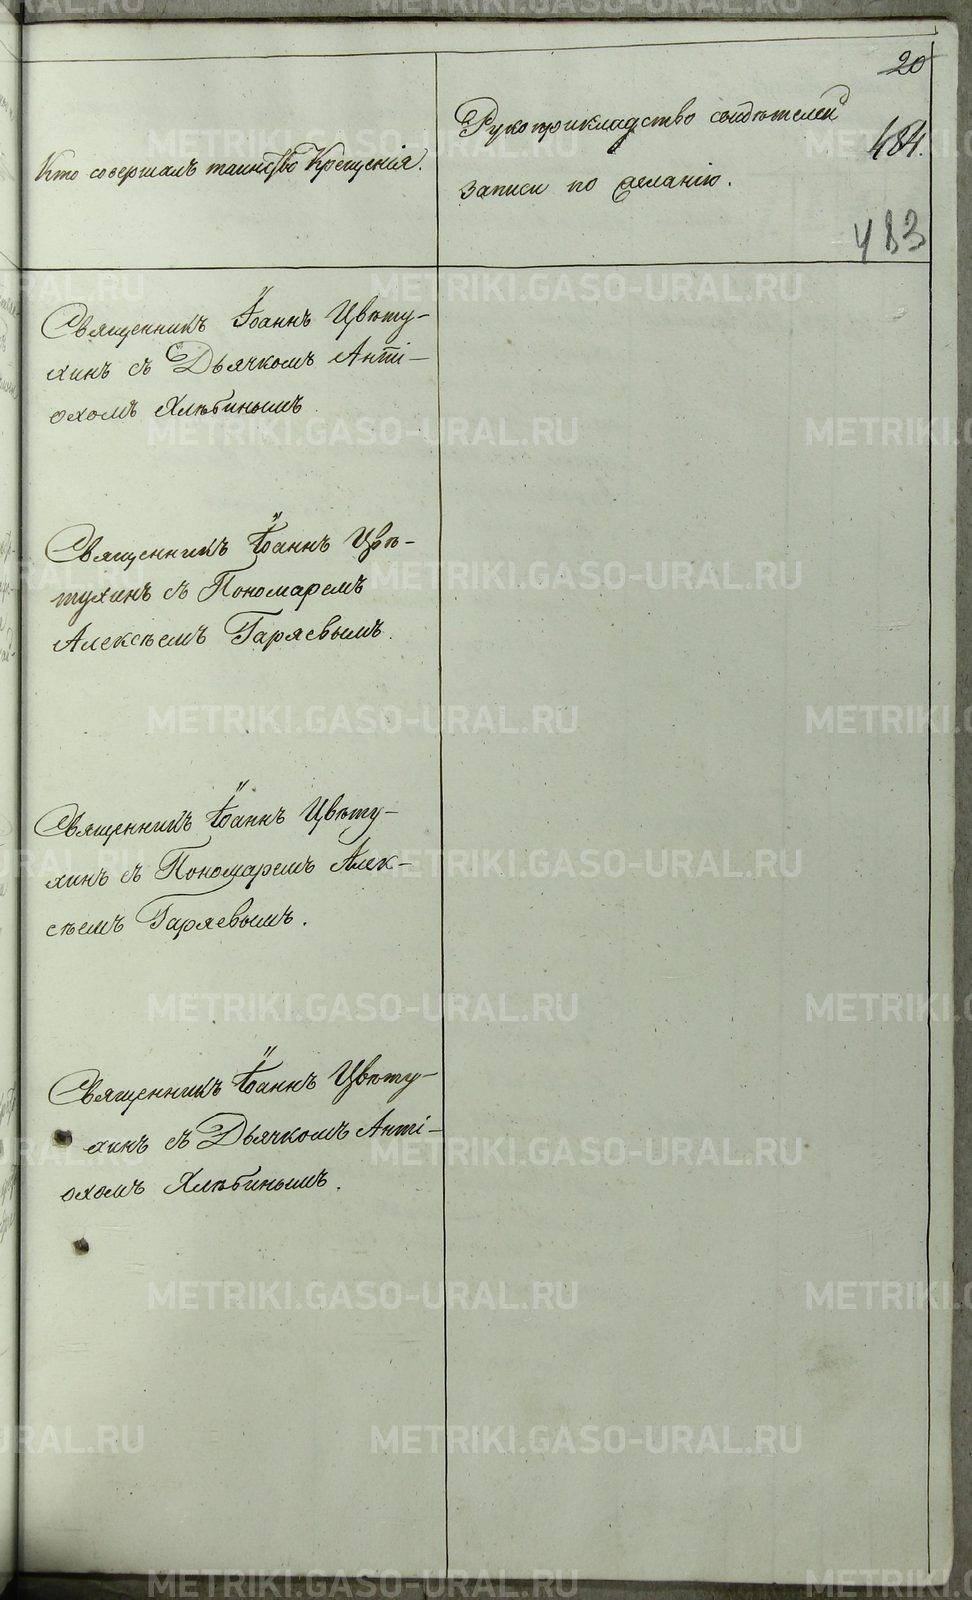 20
484.
483
Кто совершалъ таинство Крещенія.
Рукоприкладство свидѣтелей
записи по желанію.
Священникъ Іоаннъ Цвѣту-
хинъ съ Дьячкомъ Анті-
охомъ Хлѣбинымъ
Священникъ Іоаннъ Цвѣ-
тухинъ съ Пономаремъ
Алексѣемъ Гаряевымъ.
Священникъ Іоаннъ Цвѣту-
хинъ съ Пономаремъ Алек-
сѣемъ Гаряевымъ.
Священникъ Іоаннъ Цвѣту-
хинъ съ Дьячкомъ Анті-
охомъ Хлѣбинымъ.
METRIKI.GASO-URAL.RU